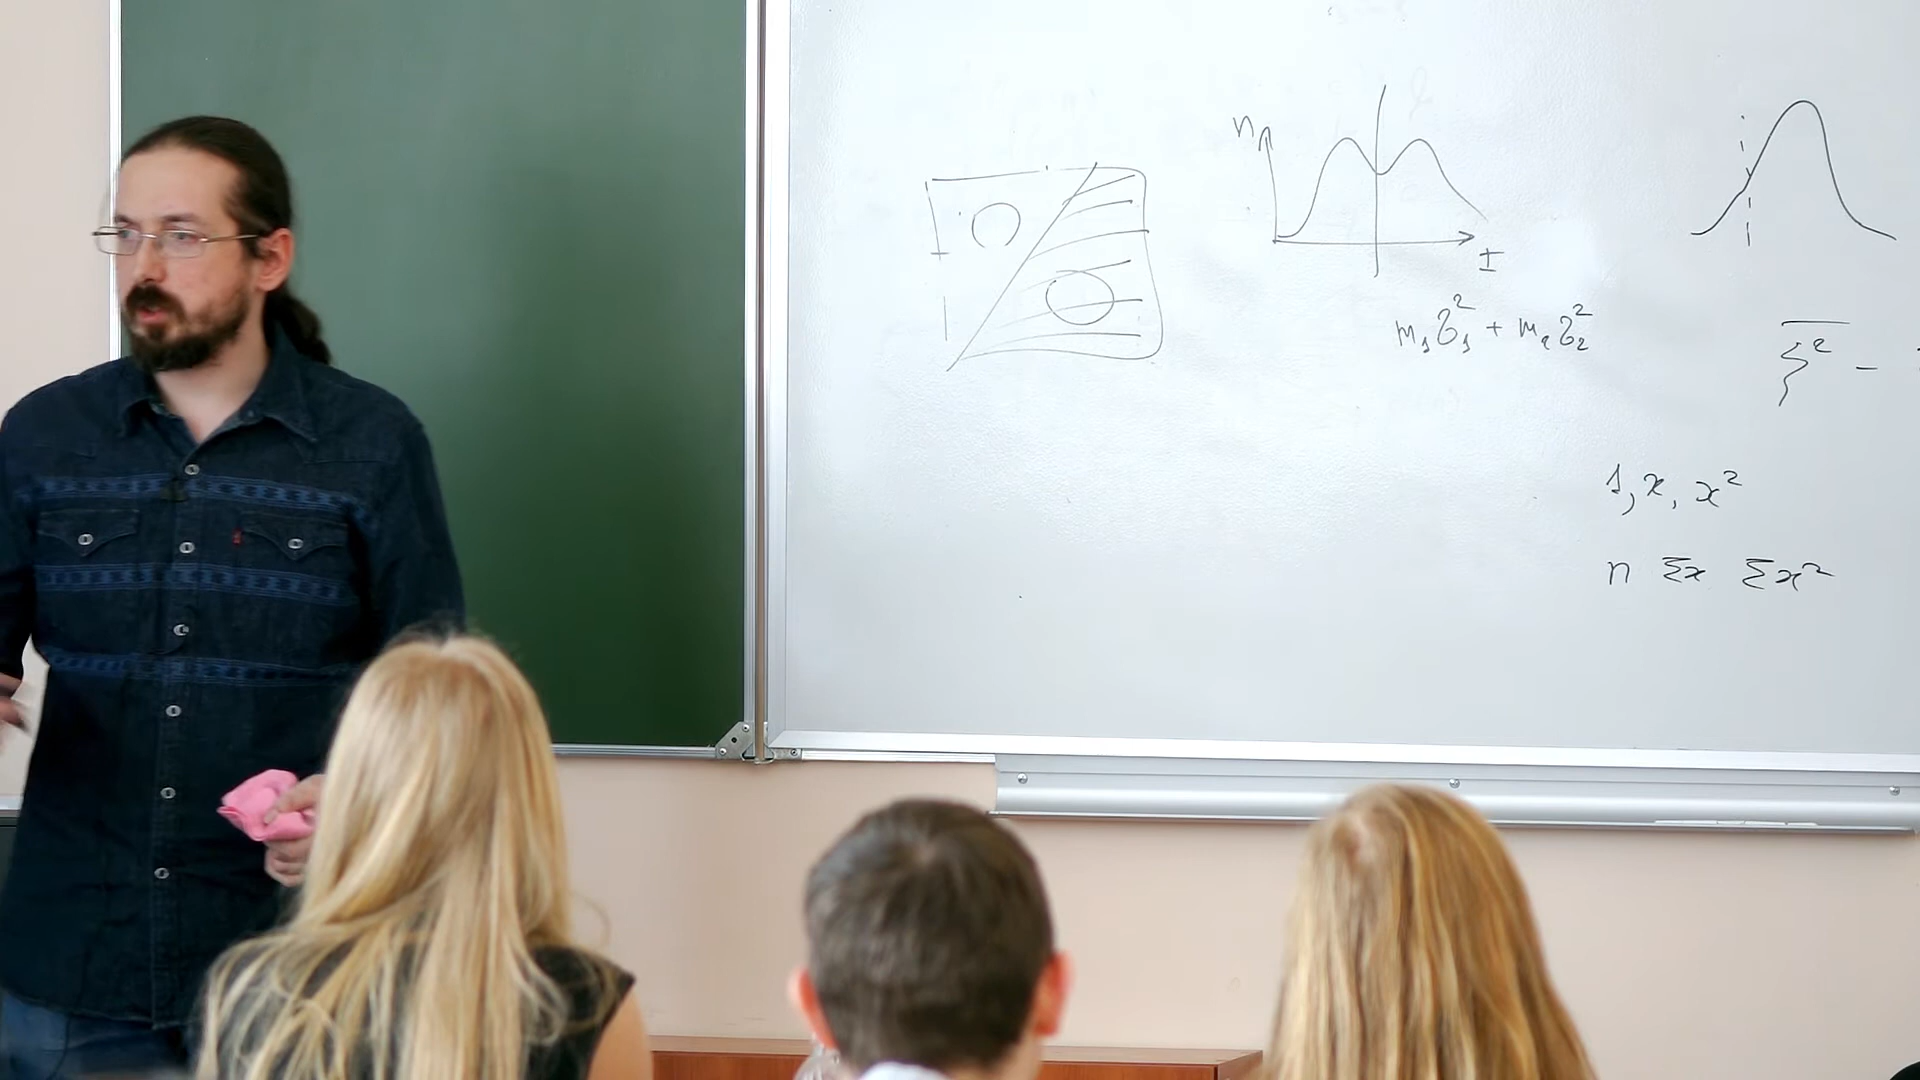 n
I
m₁σ₁² + m₂σ₂²
ξ² −
1, x, x²
n Σx Σx²